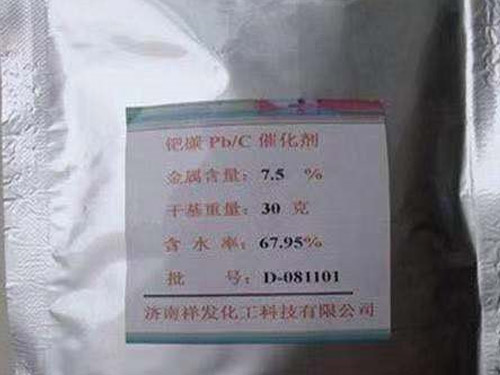 钯碳 Pb/C 催化剂
金属含量: 7.5 %
干基重量: 30 克
含 水 率: 67.95%
批 号: D-081101
济南祥发化工科技有限公司